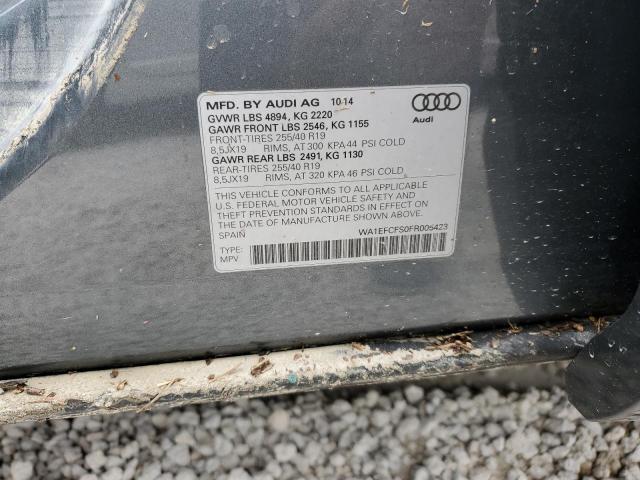 MFD. BY AUDI AG 10 14
GVWR LBS 4894, KG 2220
GAWR FRONT LBS 2546, KG 1155
FRONT-TIRES 255/40 R19
8,5JX19 RIMS, AT 300 KPA 44 PSI COLD
GAWR REAR LBS 2491, KG 1130
REAR-TIRES 255/40 R19
8,5JX19 RIMS, AT 320 KPA 46 PSI COLD
Audi
THIS VEHICLE CONFORMS TO ALL APPLICABLE
U.S. FEDERAL MOTOR VEHICLE SAFETY AND
THEFT PREVENTION STANDARDS IN EFFECT ON
THE DATE OF MANUFACTURE SHOWN ABOVE.
SPAIN
WA1EFCFS0FR005423
TYPE:
MPV